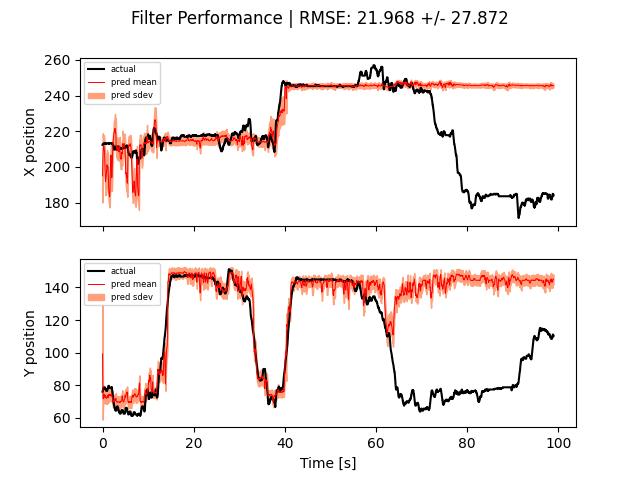 Filter Performance | RMSE: 21.968 +/- 27.872
260
240
220
200
180
X position
actual
pred mean
pred sdev
140
120
100
80
60
Y position
actual
pred mean
pred sdev
0 20 40 60 80 100
Time [s]